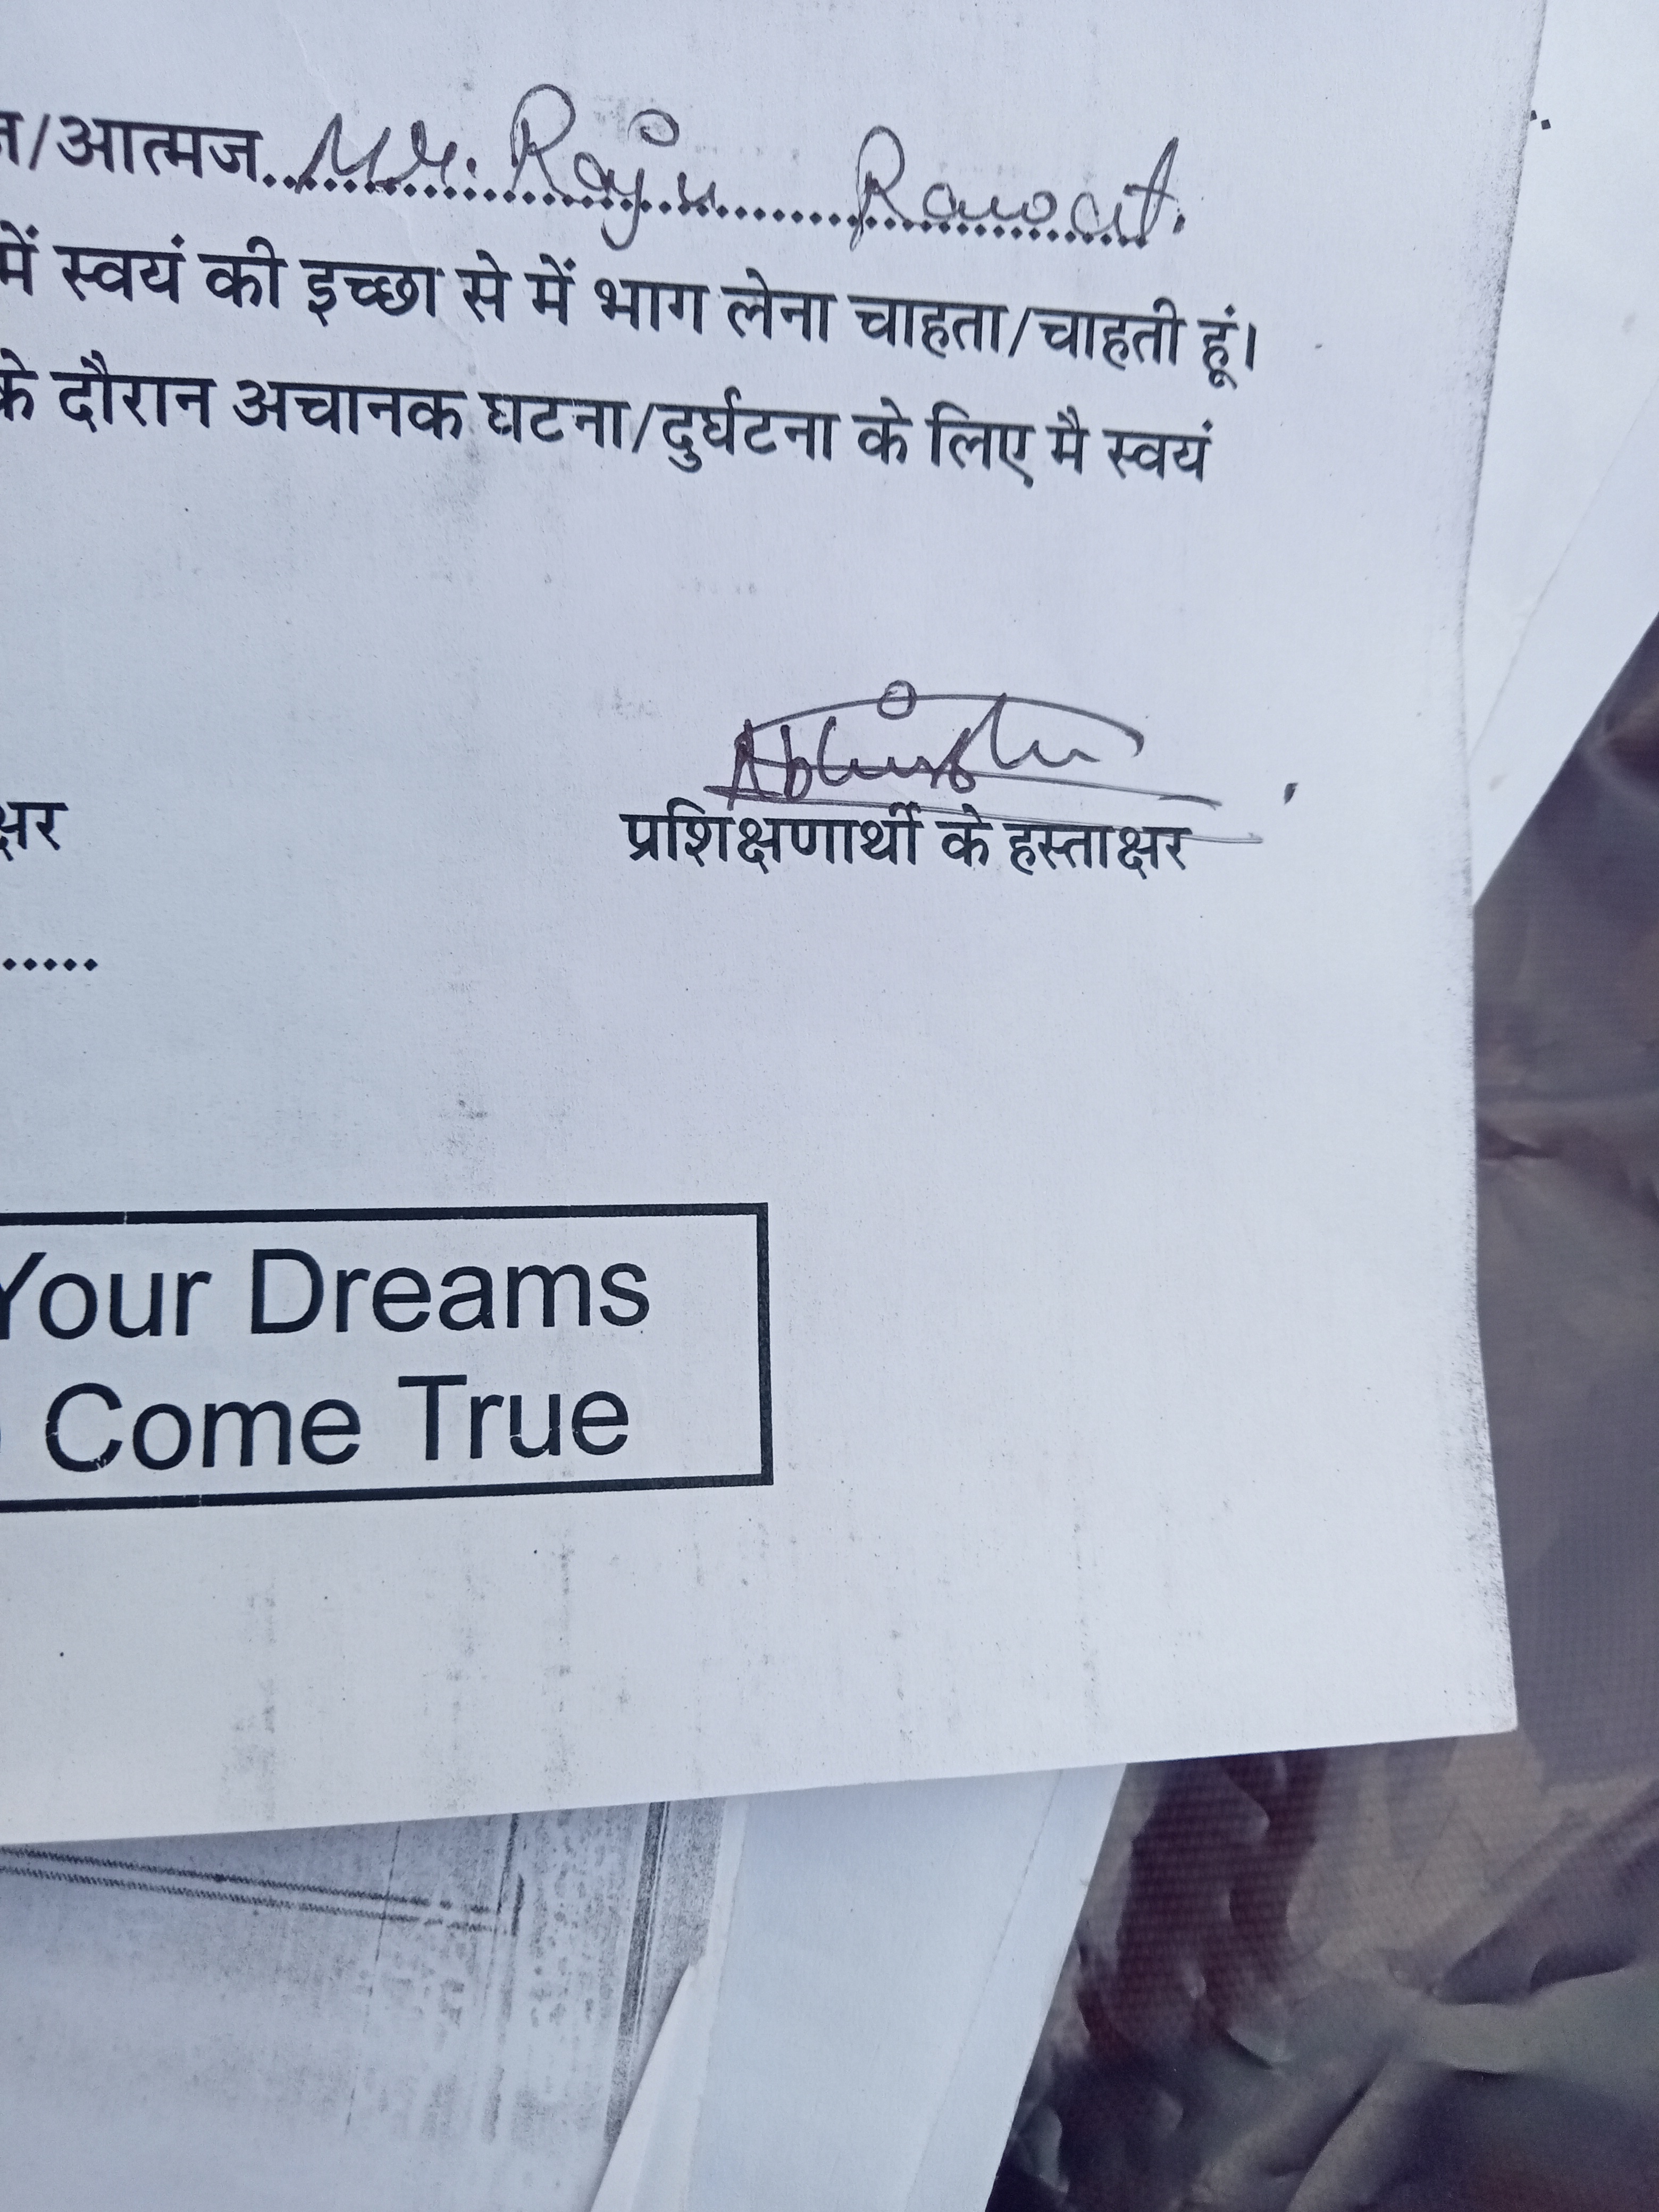 /आत्मज Mr. Raju Rawat.
में स्वयं की इच्छा से में भाग लेना चाहता/चाहती हूं।
के दौरान अचानक घटना/दुर्घटना के लिए मै स्वयं
क्षर
प्रशिक्षणार्थी के हस्ताक्षर
.....
Your Dreams
Come True